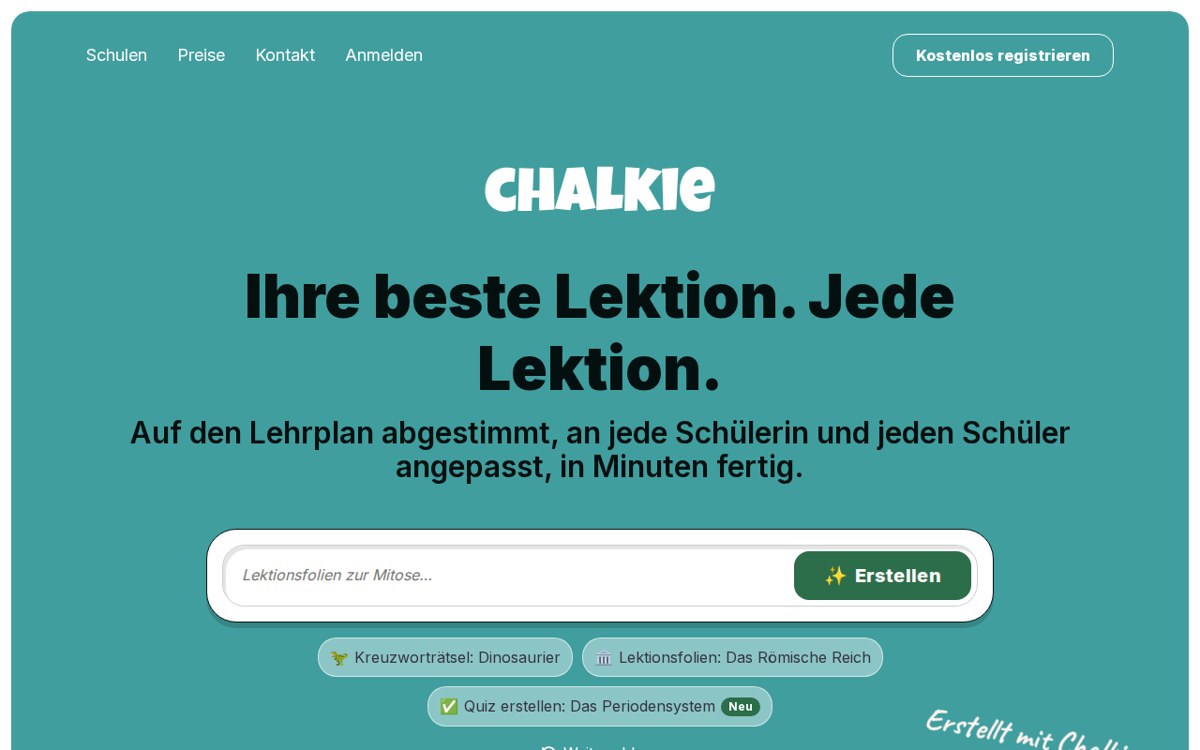 Schulen Preise Kontakt Anmelden Kostenlos registrieren
CHALKIe
Ihre beste Lektion. Jede
Lektion.
Auf den Lehrplan abgestimmt, an jede Schülerin und jeden Schüler
angepasst, in Minuten fertig.
Lektionsfolien zur Mitose...
✨ Erstellen
🦖 Kreuzworträtsel: Dinosaurier
🏛️ Lektionsfolien: Das Römische Reich
✅ Quiz erstellen: Das Periodensystem Neu
Erstellt mit